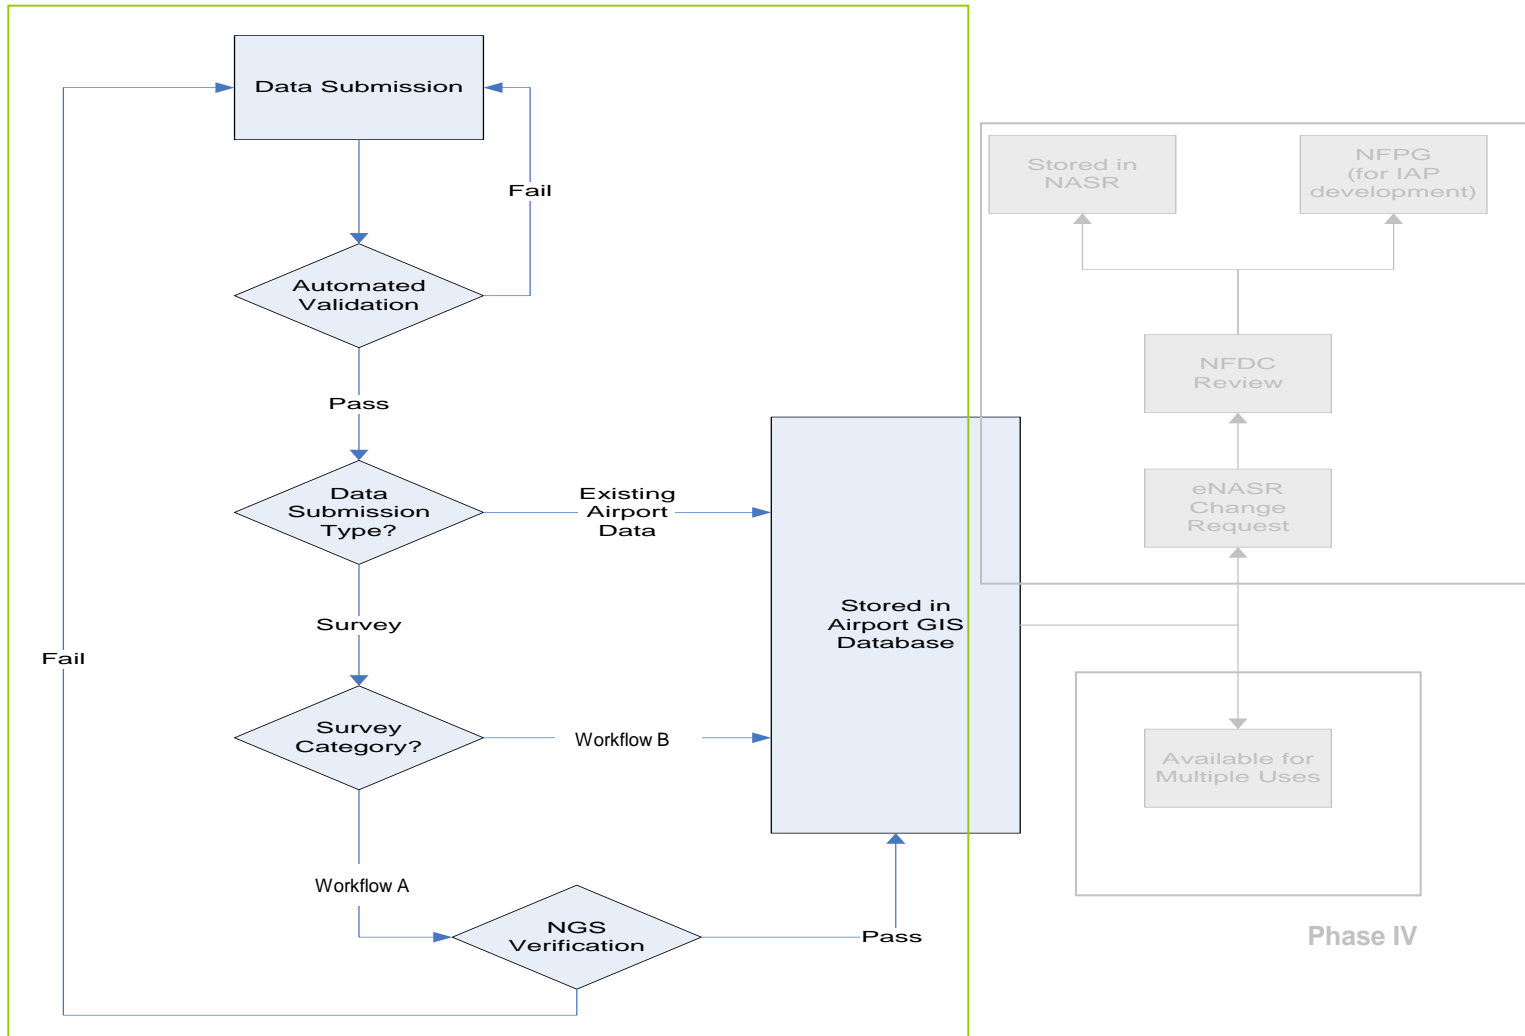 Data Submission
Fail
Automated
Validation
Pass
Data
Submission
Type?
Existing
Airport
Data
Survey
Fail
Survey
Category?
Workflow B
Workflow A
NGS
Verification
Pass
Stored in
Airport GIS
Database
Stored in
NASR
NFPG
(for IAP
development)
NFDC
Review
eNASR
Change
Request
Available for
Multiple Uses
Phase IV